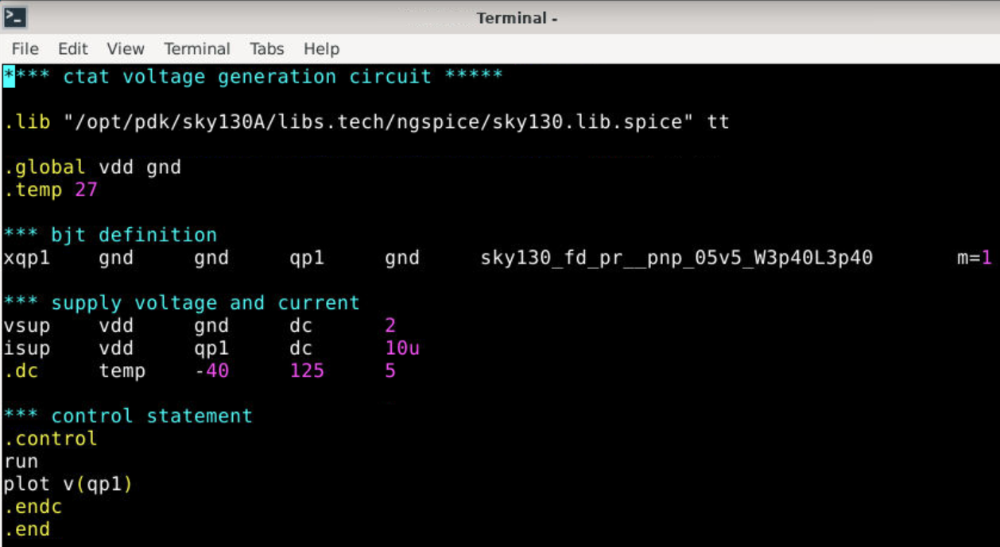 Terminal -
File Edit View Terminal Tabs Help
**** ctat voltage generation circuit *****
.lib "/opt/pdk/sky130A/libs.tech/ngspice/sky130.lib.spice" tt
.global vdd gnd
.temp 27
*** bjt definition
xqp1 gnd gnd qp1 gnd sky130_fd_pr__pnp_05v5_W3p40L3p40 m=1
*** supply voltage and current
vsup vdd gnd dc 2
isup vdd qp1 dc 10u
.dc temp -40 125 5
*** control statement
.control
run
plot v(qp1)
.endc
.end